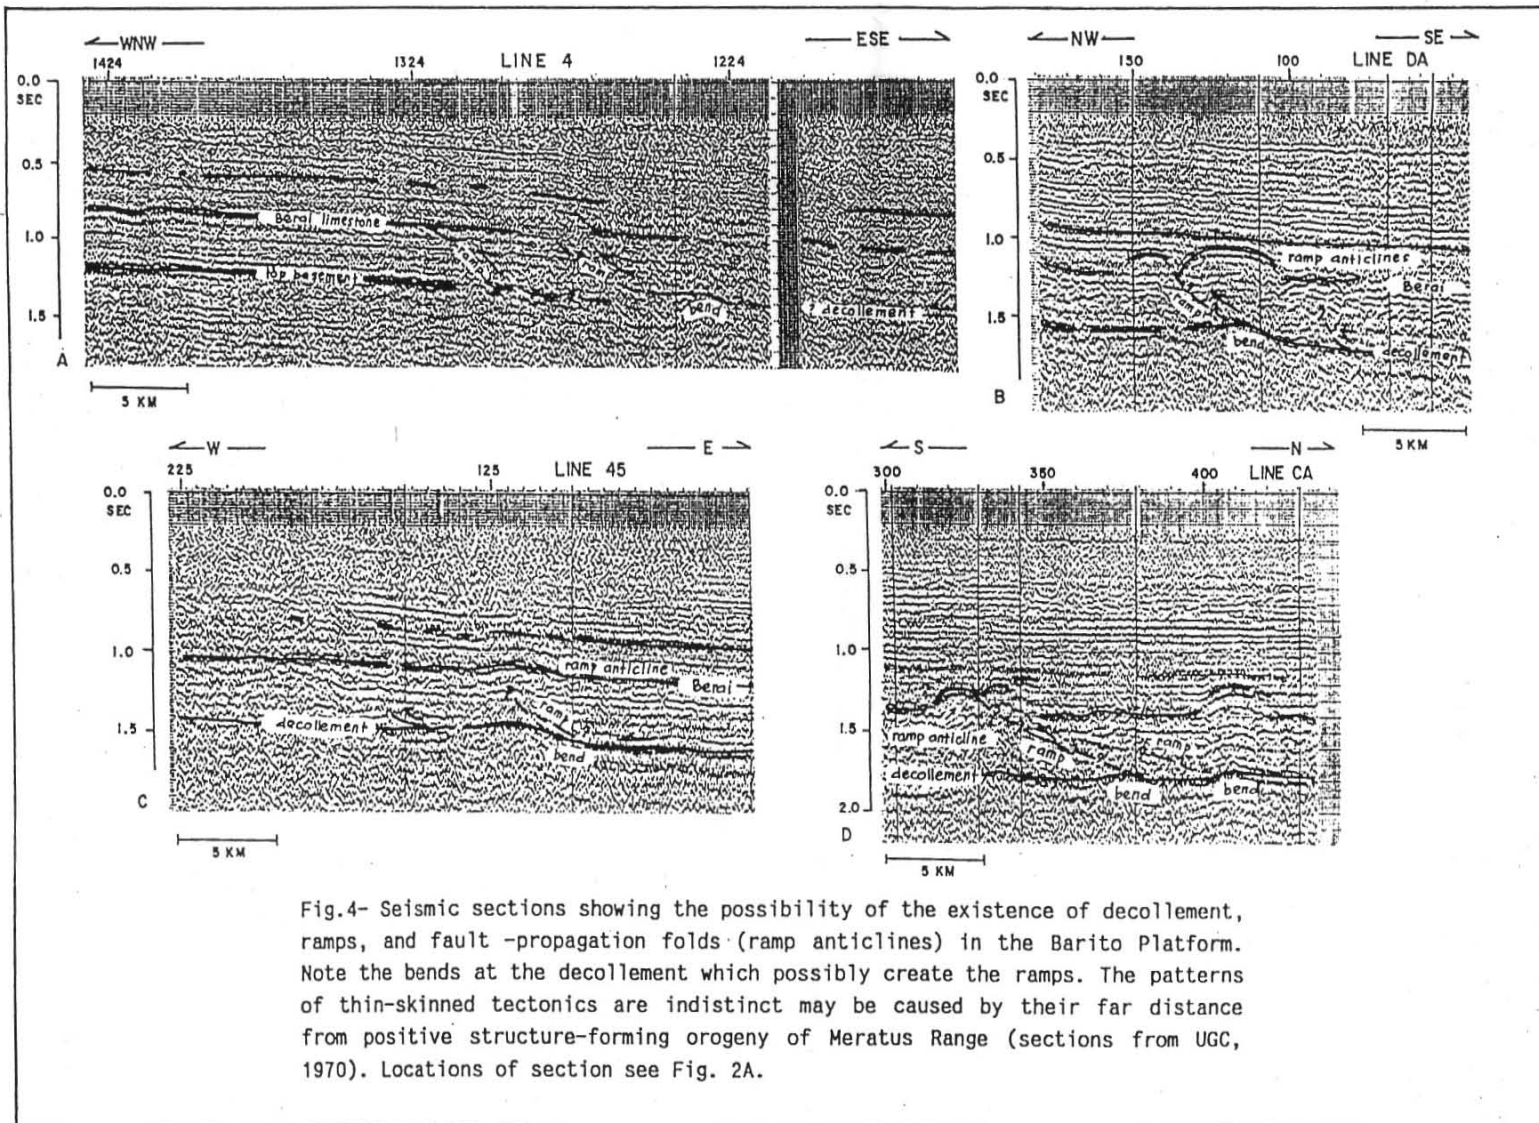 WNW ESE
1424 1324 LINE 4 1224
0.0
SEC
0.5
1.0
1.5
Berai limestone
Top basement
ramp
ramp
bend
? decollement
A
5 KM
NW SE
150 100 LINE DA
0.0
SEC
0.5
1.0
1.5
ramp anticlines
Berai
ramp
bend
decollement
B
5 KM
W E
225 125 LINE 45
0.0
SEC
0.5
1.0
1.5
ramp anticline
Berai
decollement
ramp
bend
C
5 KM
S N
300 350 400 LINE CA
0.0
SEC
0.5
1.0
1.5
2.0
ramp anticline
ramp
ramp
decollement
bend
bend
D
5 KM
Fig.4- Seismic sections showing the possibility of the existence of decollement,
ramps, and fault -propagation folds (ramp anticlines) in the Barito Platform.
Note the bends at the decollement which possibly create the ramps. The patterns
of thin-skinned tectonics are indistinct may be caused by their far distance
from positive structure-forming orogeny of Meratus Range (sections from UGC,
1970). Locations of section see Fig. 2A.